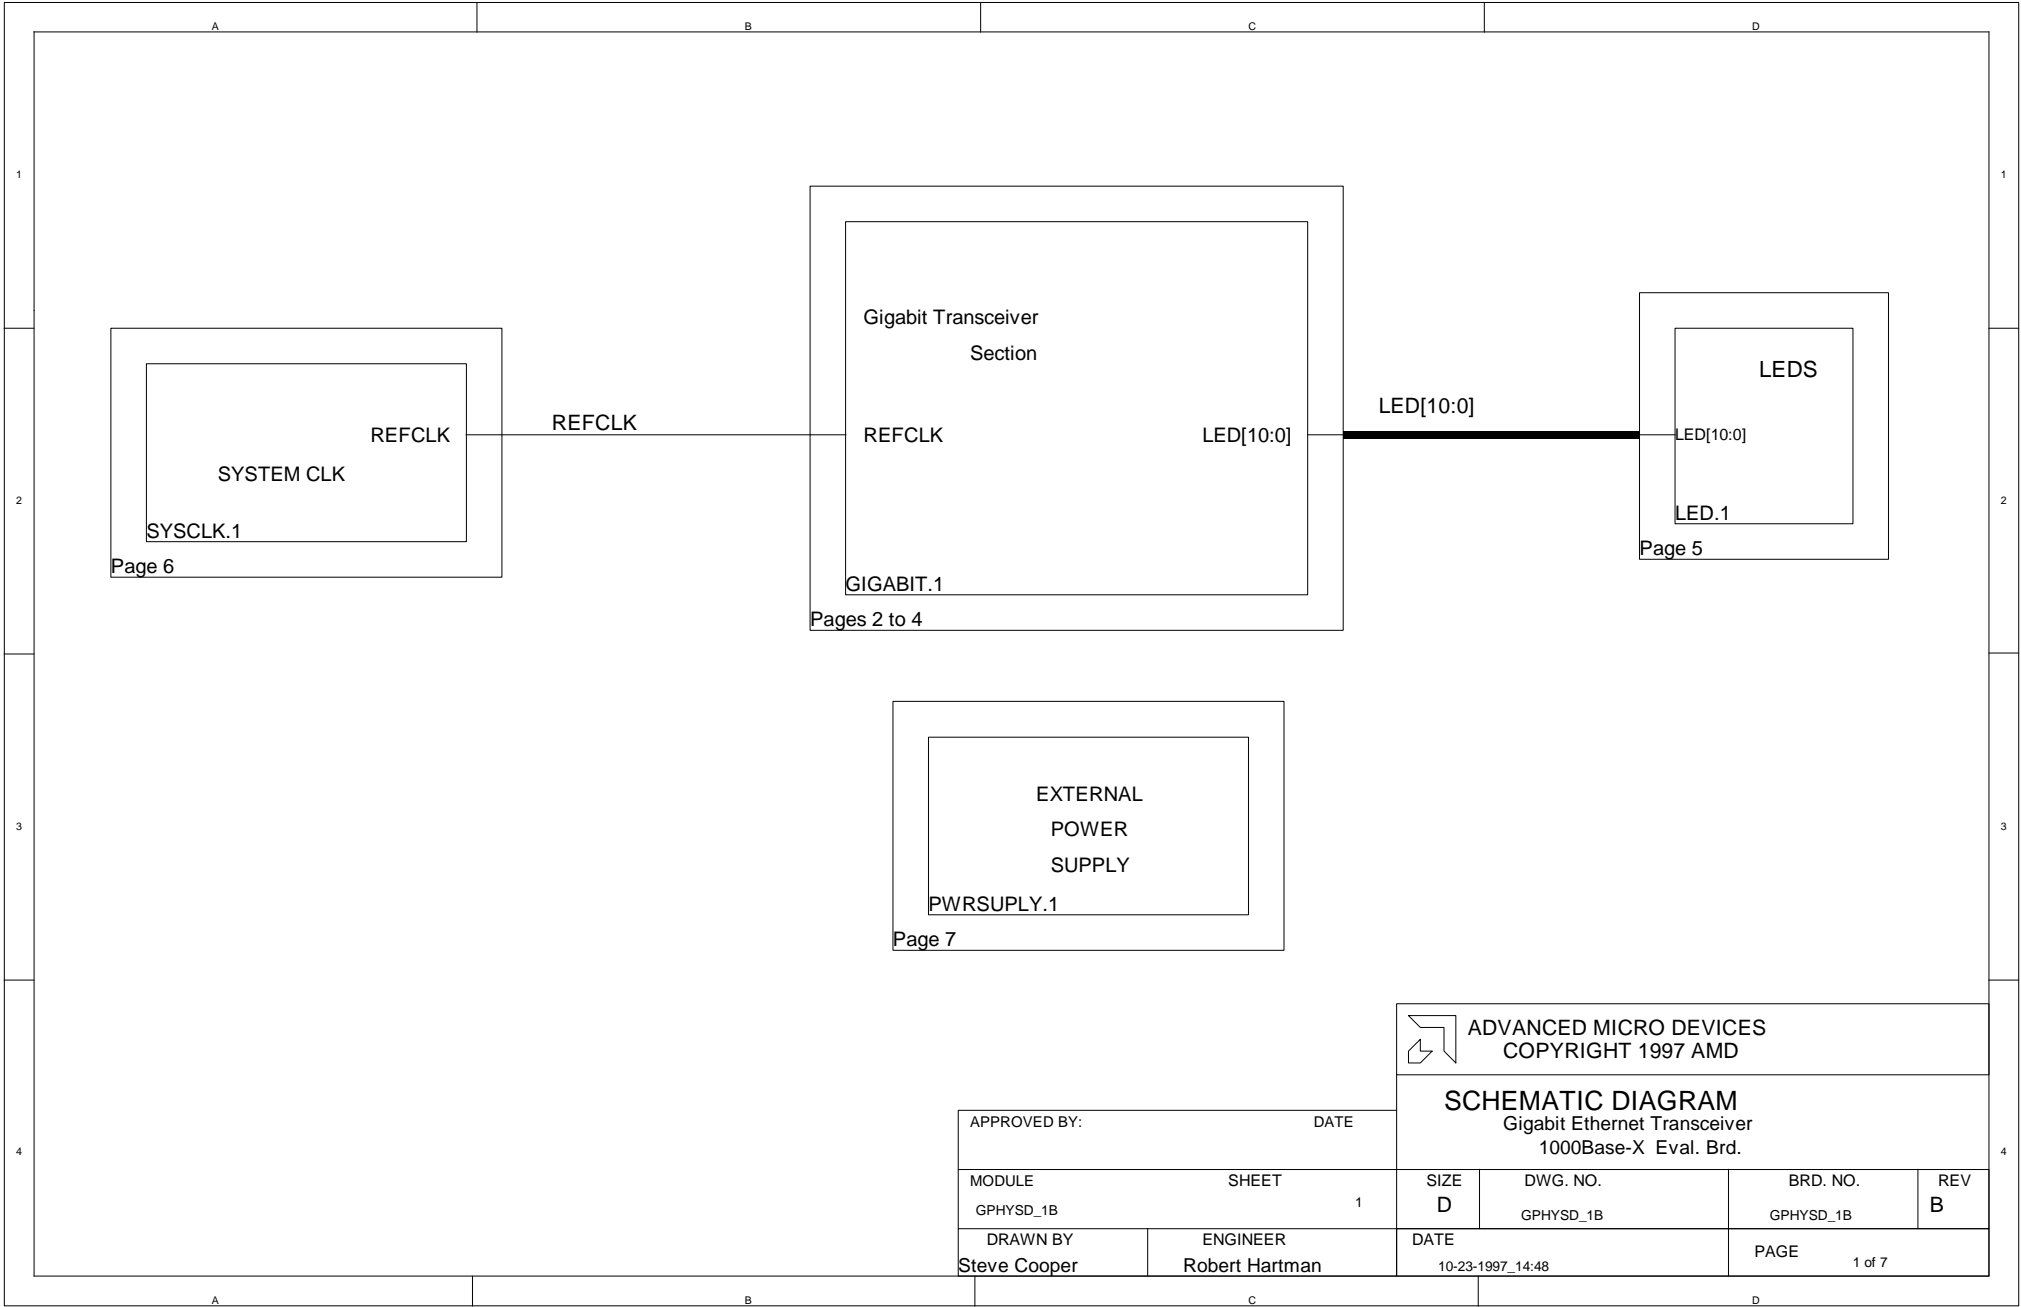 A B C D
1 1
Gigabit Transceiver
Section
LEDS
LED[10:0]
REFCLK
REFCLK
REFCLK
LED[10:0]
LED[10:0]
SYSTEM CLK
2 2
SYSCLK.1
LED.1
Page 5
Page 6
GIGABIT.1
Pages 2 to 4
EXTERNAL
POWER
SUPPLY
3 3
PWRSUPLY.1
Page 7
ADVANCED MICRO DEVICES
COPYRIGHT 1997 AMD
SCHEMATIC DIAGRAM
Gigabit Ethernet Transceiver
1000Base-X Eval. Brd.
APPROVED BY: DATE
4 4
MODULE SHEET SIZE DWG. NO. BRD. NO. REV
GPHYSD_1B 1 D GPHYSD_1B GPHYSD_1B B
DRAWN BY ENGINEER DATE PAGE
Steve Cooper Robert Hartman 10-23-1997_14:48 1 of 7
A B C D